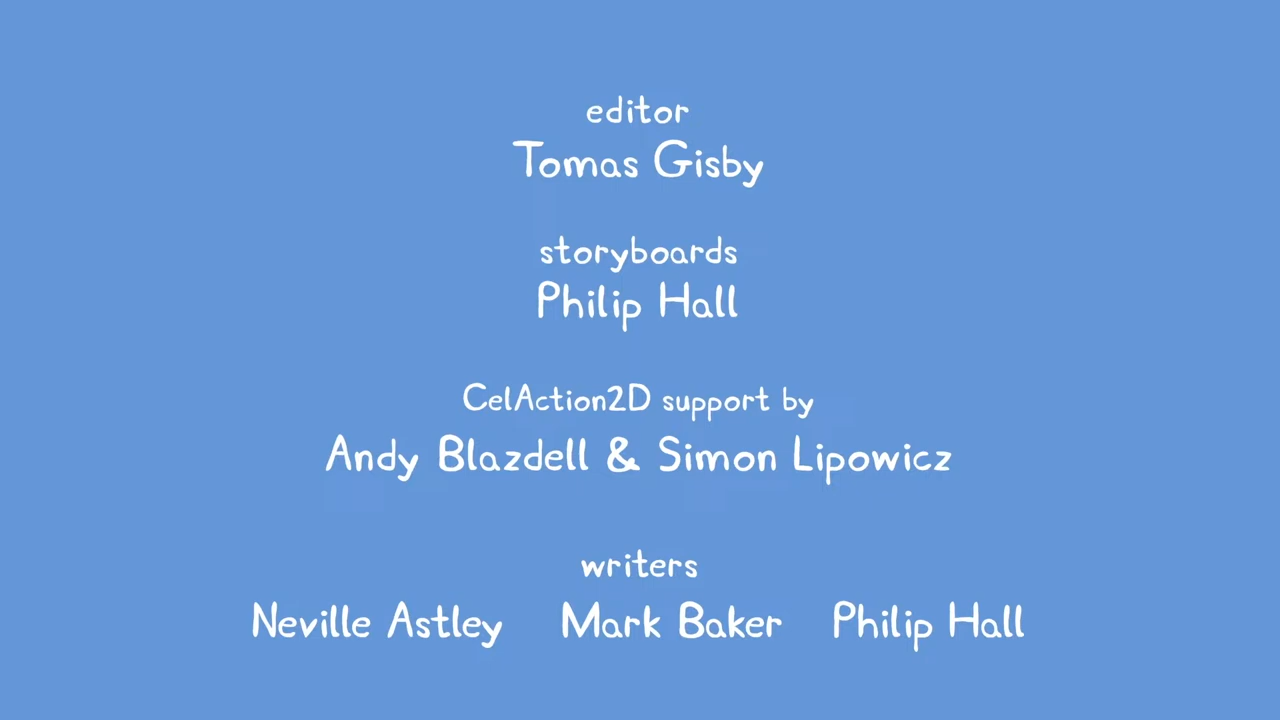 editor
Tomas Gisby
storyboards
Philip Hall
CelAction2D support by
Andy Blazdell & Simon Lipowicz
writers
Neville Astley Mark Baker Philip Hall